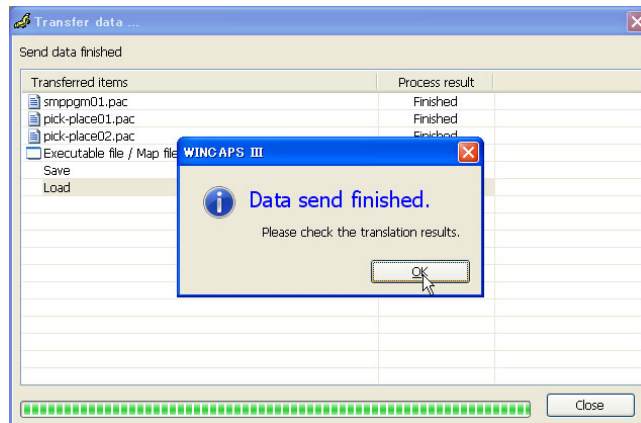 Transfer data ...
Send data finished
Transferred items Process result
smppgm01.pac Finished
pick-place01.pac Finished
pick-place02.pac Finished
Executable file / Map file
Save
Load
WINCAPS III
Data send finished.
Please check the translation results.
OK
Close